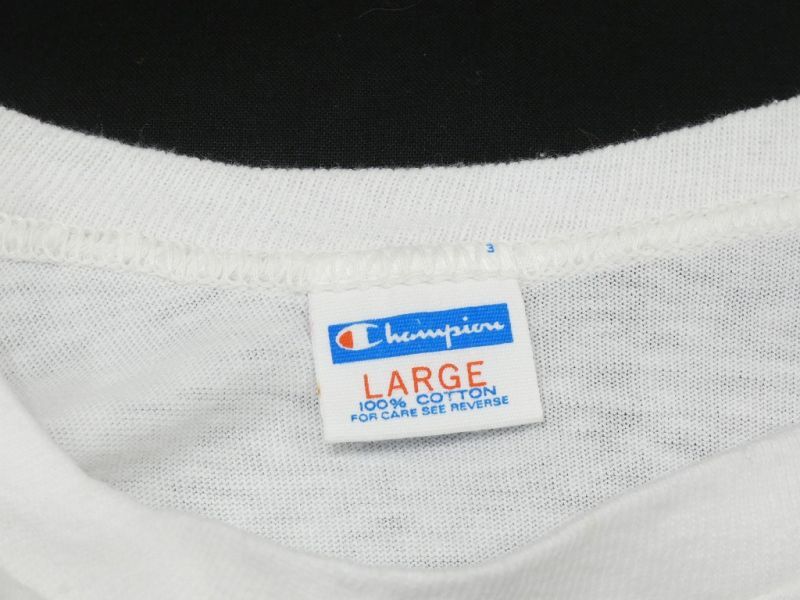 3
Champion
LARGE
100% COTTON
FOR CARE SEE REVERSE